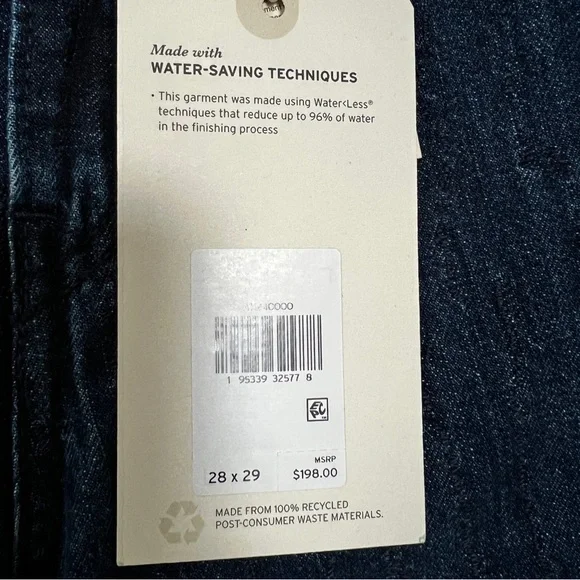 Made with
WATER-SAVING TECHNIQUES
• This garment was made using Water<Less®
techniques that reduce up to 96% of water
in the finishing process
1 95339 32577 8
MSRP
28 x 29 $198.00
MADE FROM 100% RECYCLED
POST-CONSUMER WASTE MATERIALS.